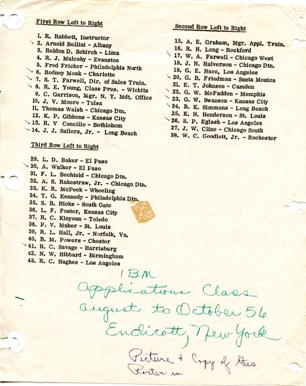 First Row Left to Right
1. R. Rabbett, Instructor
2. Arnold Bellini - Albany
3. Reldon D. Schirch - Lima
4. R. J. Mulcahy - Evanston
5. Fred Fricker - Philadelphia North
6. Rodney Monk - Charlotte
7. S. T. Farwell, Dir. of Sales Train.
8. R. E. Young, Class Pres. - Wichita
9. C. Garrison, Mgr. N. Y. Mdt. Office
10. J. V. Moore - Tulsa
11. Thomas Walsh - Chicago Dtn.
12. K. P. Gibbons - Kansas City
13. R. V. Concilio - Bethlehem
14. J. J. Sailors, Jr. - Long Beach
Second Row Left to Right
15. A. E. Graham, Mgr. Appl. Train.
16. R. H. Long - Rockford
17. W. A. Farwell - Chicago West
18. J. H. Halverson - Chicago Dtn.
19. G. E. Nuce, Los Angeles
20. G. B. Friedman - Santa Monica
21. E. T. Johnson - Camden
22. G. W. McFadden - Memphis
23. G. W. Swanson - Kansas City
24. R. K. Simmons - Long Beach
25. K. N. Henderson - St. Louis
26. S. P. Eglash - Los Angeles
27. J. W. Cline - Chicago South
28. W. C. Goodlett, Jr. - Rochester
Third Row Left to Right
29. L. D. Baker - El Paso
30. A. Walker - El Paso
31. F. L. Bechtold - Chicago Dtn.
32. A. S. Rakestraw, Jr. - Chicago Dtn.
33. K. R. McPeek - Wheeling
34. T. G. Kennedy - Philadelphia Dtn.
35. S. B. Hicks - South Gate
36. L. F. Foster, Kansas City
37. R. C. Kinyoun - Toledo
38. P. V. Maher - St. Louis
39. R. L. Hall, Jr. - Norfolk, Va.
40. B. M. Powers - Chester
41. R. C. Savage - Harrisburg
42. N. W. Hibbard - Birmingham
43. R. C. Hughes - Los Angeles
IBM
Applications Class
August to October 56
Endicott, New York
Picture + Copy of this
Roster in